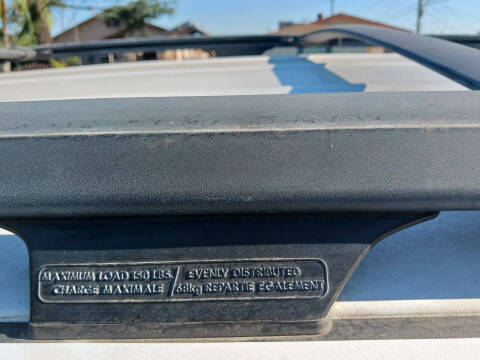 MAXIMUM LOAD 150 LBS. / EVENLY DISTRIBUTED
CHARGE MAXIMALE / 68kg REPARTIE EGALEMENT